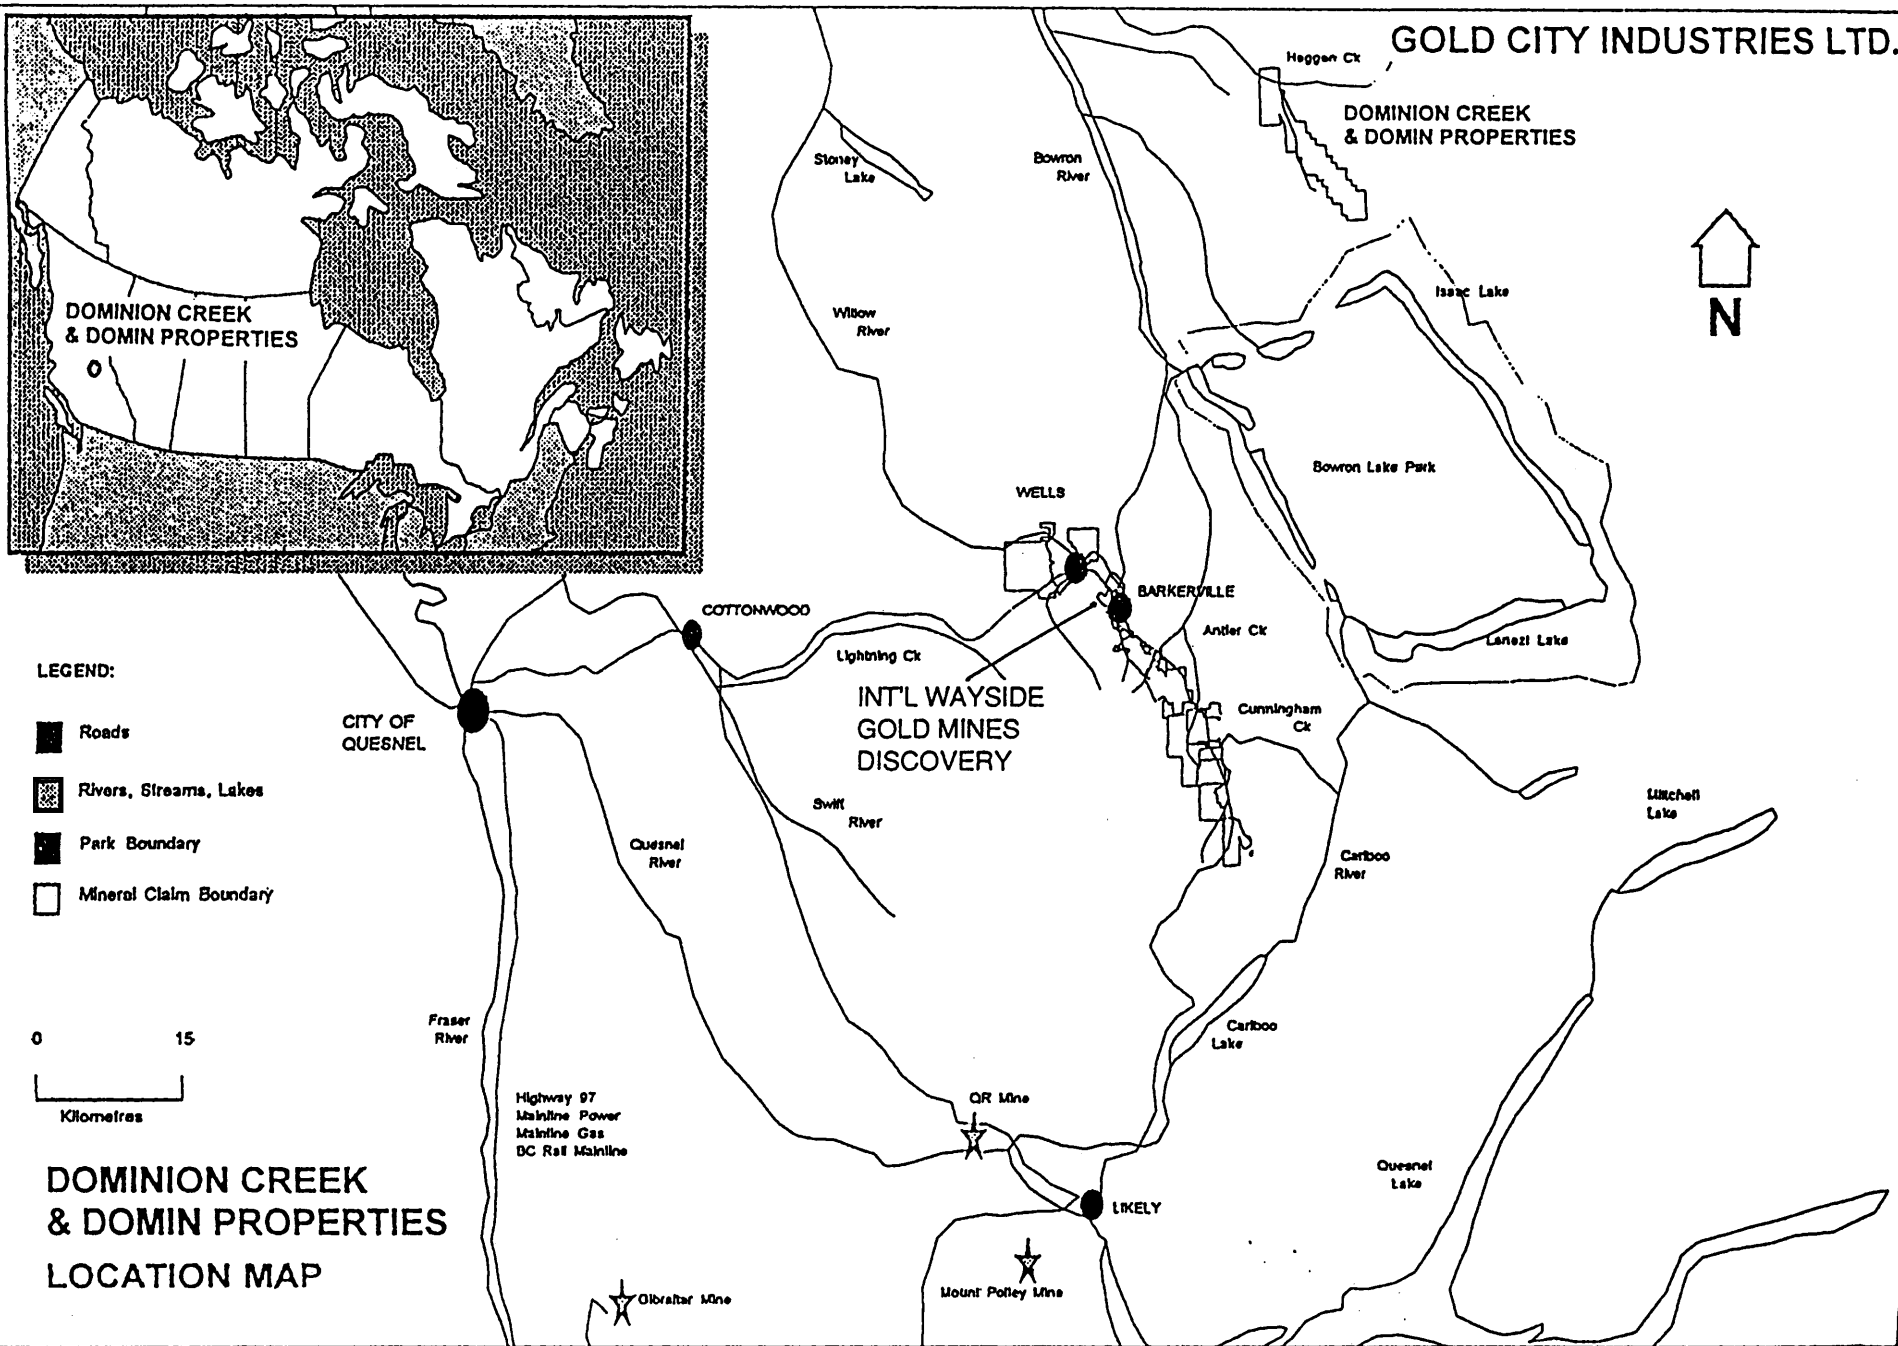 GOLD CITY INDUSTRIES LTD.
Haggen Ck
DOMINION CREEK
& DOMIN PROPERTIES
Stoney
Lake
Bowron
River
Isaac Lake
N
DOMINION CREEK
& DOMIN PROPERTIES
Willow
River
Bowron Lake Park
WELLS
BARKERVILLE
COTTONWOOD
Antler Ck
Lanezi Lake
Lightning Ck
INT'L WAYSIDE
GOLD MINES
DISCOVERY
Cunningham
Ck
CITY OF
QUESNEL
LEGEND:
Roads
Rivers, Streams, Lakes
Park Boundary
Mineral Claim Boundary
Swift
River
Quesnel
River
Mitchell
Lake
Cariboo
River
Fraser
River
Cariboo
Lake
0 15
Kilometres
Highway 97
Mainline Power
Mainline Gas
BC Rail Mainline
QR Mine
Quesnel
Lake
LIKELY
DOMINION CREEK
& DOMIN PROPERTIES
LOCATION MAP
Gibraltar Mine
Mount Polley Mine